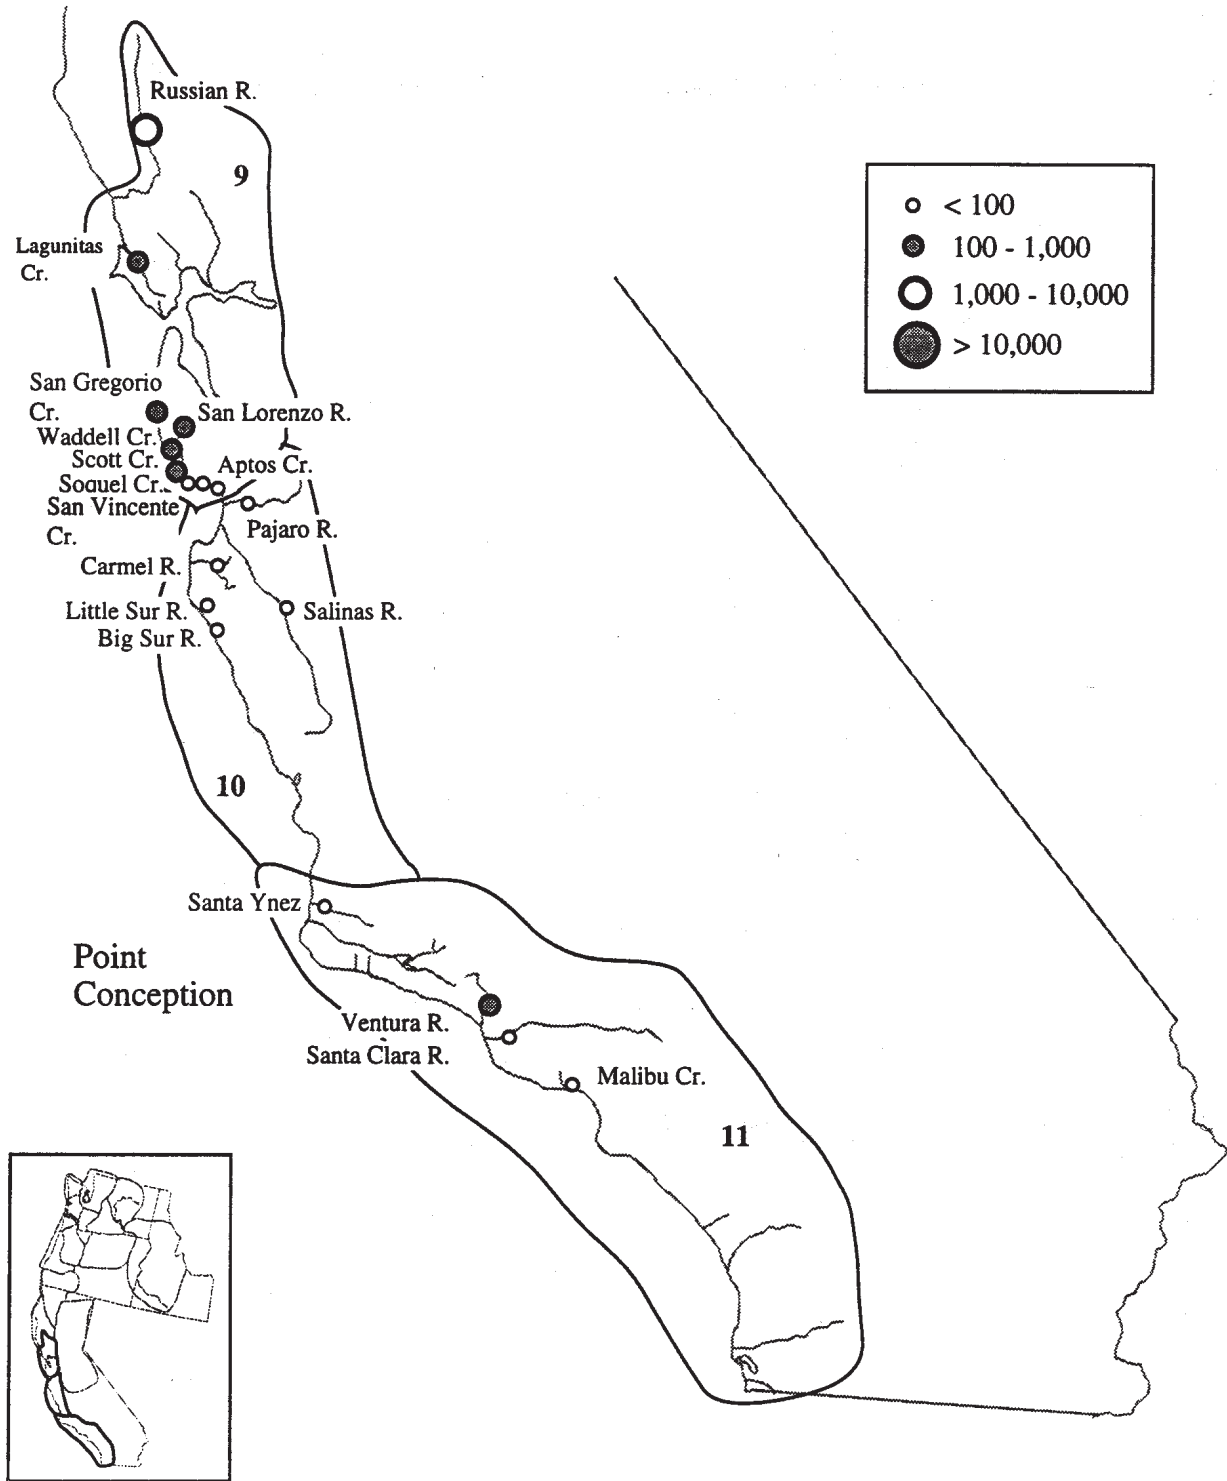 Russian R.
9
< 100
100 - 1,000
1,000 - 10,000
> 10,000
Lagunitas
Cr.
San Gregorio
Cr.
San Lorenzo R.
Waddell Cr.
Scott Cr.
Aptos Cr.
Soquel Cr.
San Vincente
Cr.
Pajaro R.
Carmel R.
Little Sur R.
Salinas R.
Big Sur R.
10
Santa Ynez
Point
Conception
Ventura R.
Santa Clara R.
Malibu Cr.
11